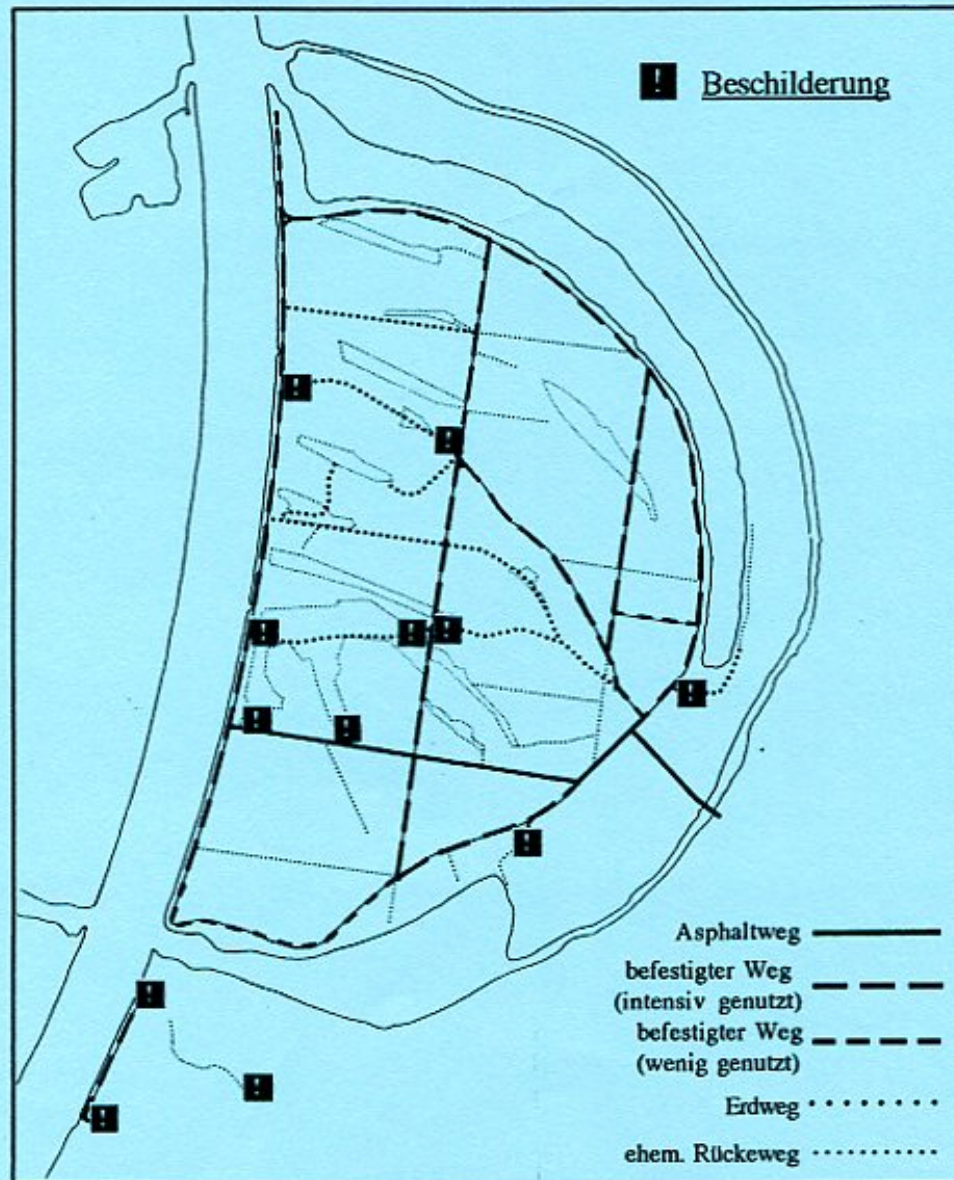 ! Beschilderung
!
!
!
!
!
!
!
!
!
Asphaltweg
befestigter Weg
(intensiv genutzt)
befestigter Weg
(wenig genutzt)
Erdweg
ehem. Rückeweg
!
!
!